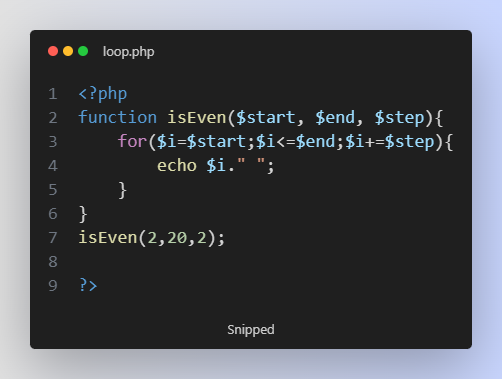 loop.php
1 <?php
2 function isEven($start, $end, $step){
3     for($i=$start;$i<=$end;$i+=$step){
4         echo $i." ";
5     }
6 }
7 isEven(2,20,2);
8
9 ?>
Snipped